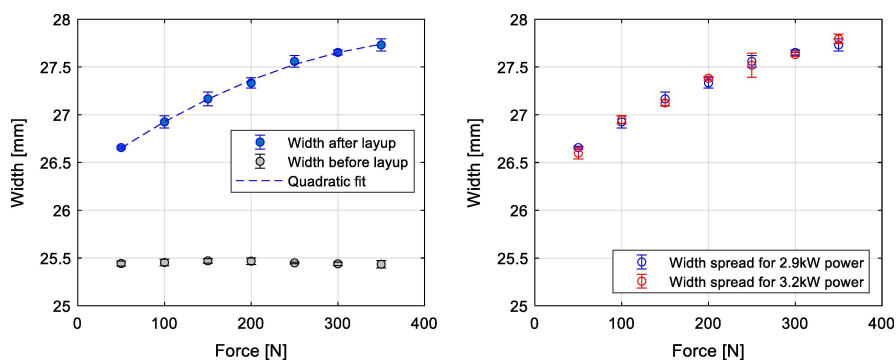 28
27.5
27
26.5
26
25.5
25
Width [mm]
0
100
200
300
400
Force [N]
Width after layup
Width before layup
Quadratic fit
28
27.5
27
26.5
26
25.5
25
Width [mm]
0
100
200
300
400
Force [N]
Width spread for 2.9kW power
Width spread for 3.2kW power